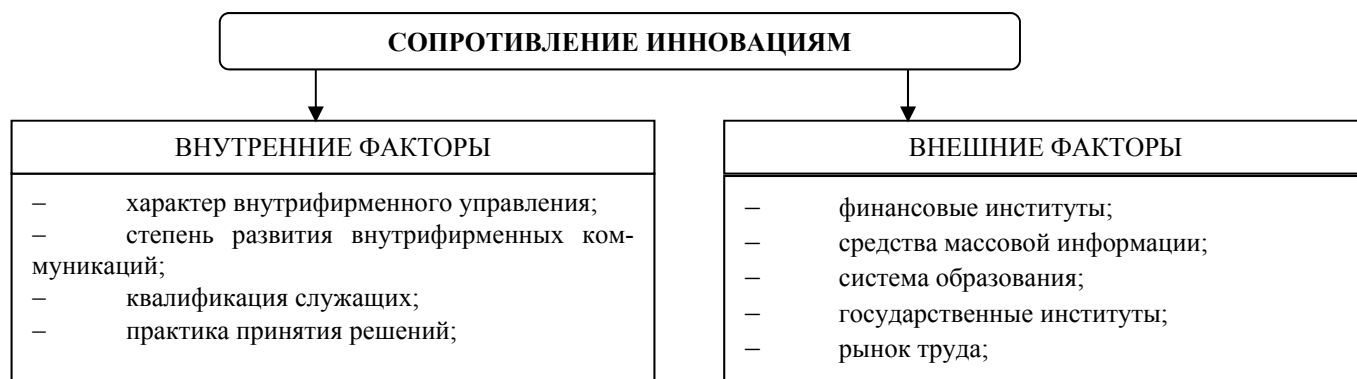 СОПРОТИВЛЕНИЕ ИННОВАЦИЯМ
ВНУТРЕННИЕ ФАКТОРЫ
– характер внутрифирменного управления;
– степень развития внутрифирменных ком-
муникаций;
– квалификация служащих;
– практика принятия решений;
ВНЕШНИЕ ФАКТОРЫ
– финансовые институты;
– средства массовой информации;
– система образования;
– государственные институты;
– рынок труда;